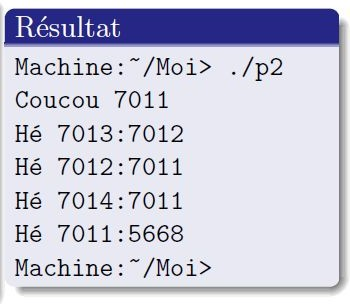 Résultat
Machine:~/Moi> ./p2
Coucou 7011
Hé 7013:7012
Hé 7012:7011
Hé 7014:7011
Hé 7011:5668
Machine:~/Moi>